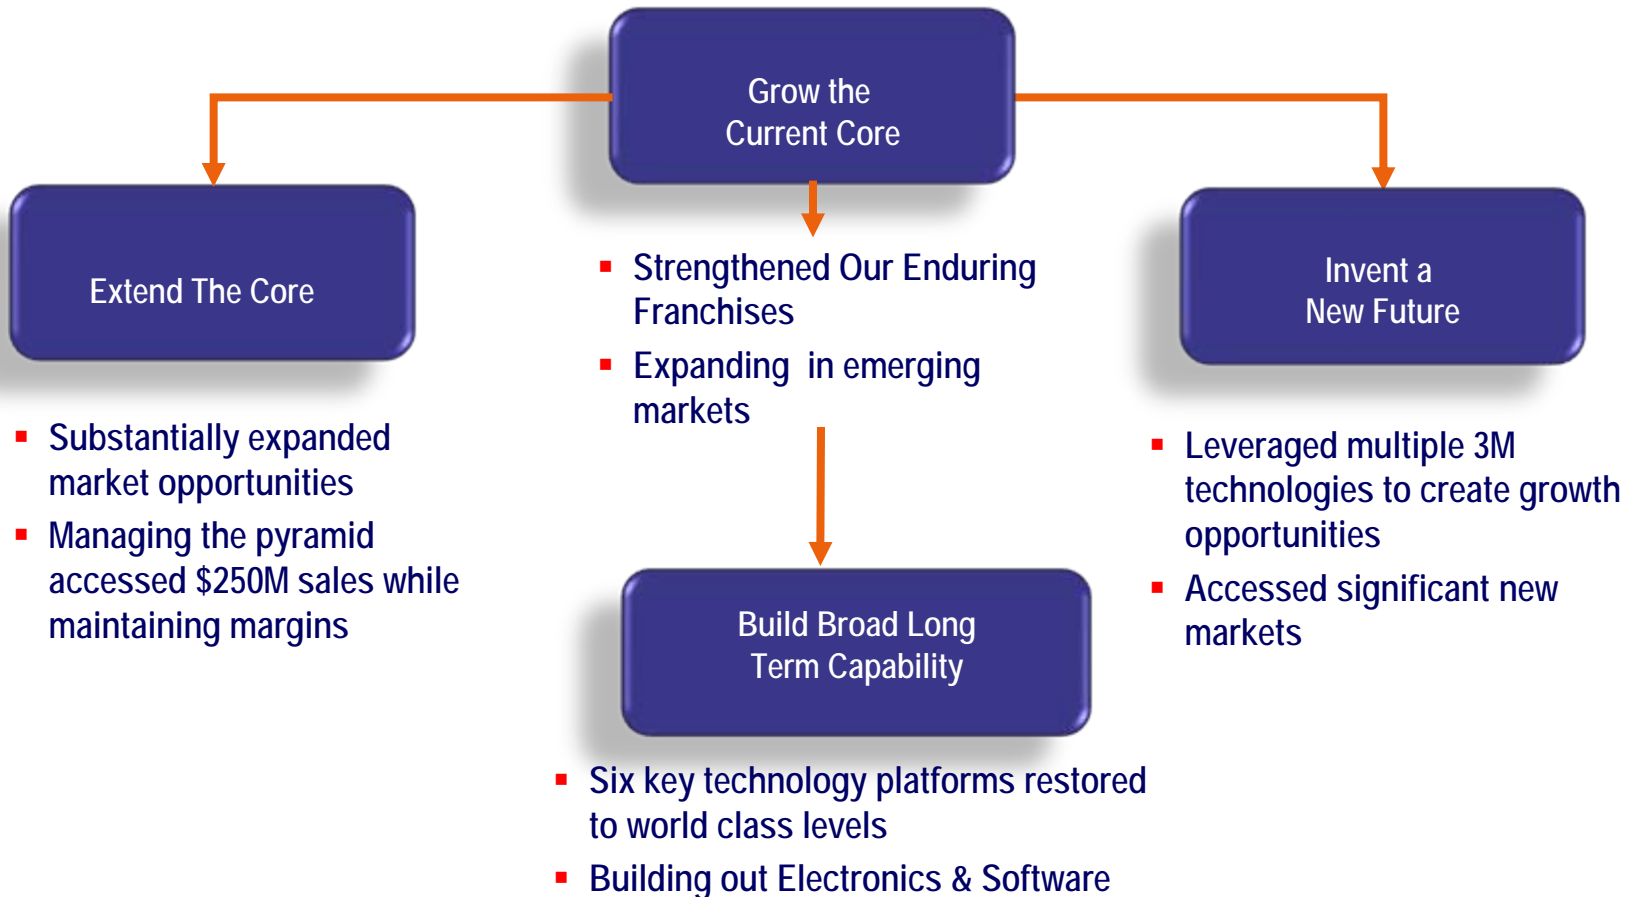 Grow the
Current Core
Extend The Core
▪ Substantially expanded
market opportunities
▪ Managing the pyramid
accessed $250M sales while
maintaining margins
▪ Strengthened Our Enduring
Franchises
▪ Expanding  in emerging
markets
Invent a
New Future
▪ Leveraged multiple 3M
technologies to create growth
opportunities
▪ Accessed significant new
markets
Build Broad Long
Term Capability
▪ Six key technology platforms restored
to world class levels
▪ Building out Electronics & Software